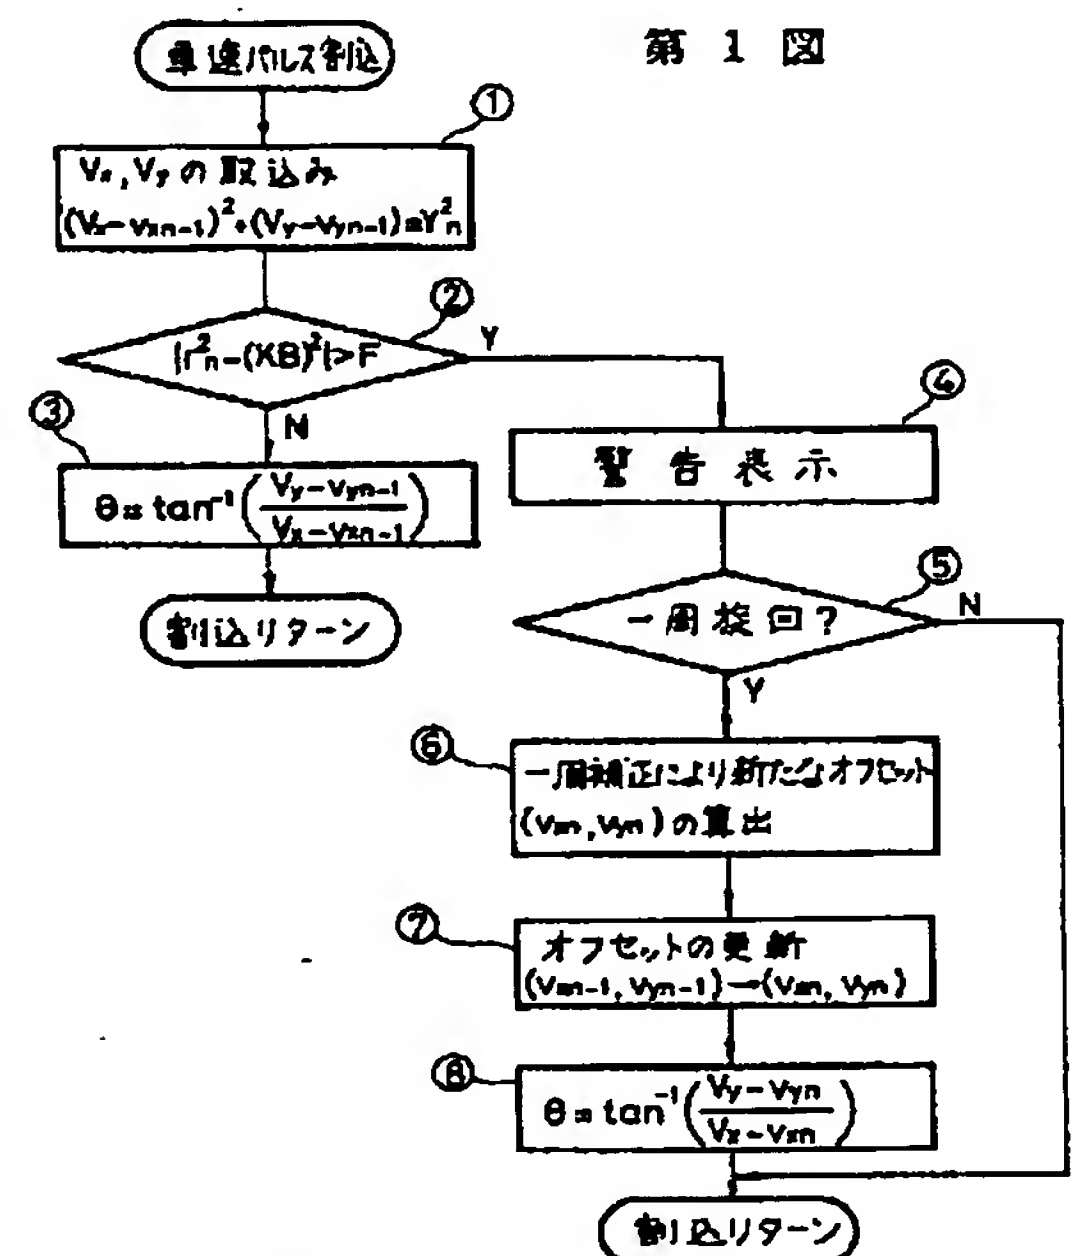 第 1 図
車速パルス割込
①
Vx, Vyの取込み
(Vx-vxn-1)²+(Vy-vyn-1)=Yn²
②
|rn²-(KB)²|>F
Y
N
③
θ=tan⁻¹(Vy-vyn-1/Vx-vxn-1)
割込リターン
④
警告表示
⑤
一周旋回?
N
Y
⑥
一周補正により新たなオフセット
(vxn, vyn)の算出
⑦
オフセットの更新
(vxn-1, vyn-1)→(vxn, vyn)
⑧
θ=tan⁻¹(Vy-vyn/Vx-vxn)
割り込リターン